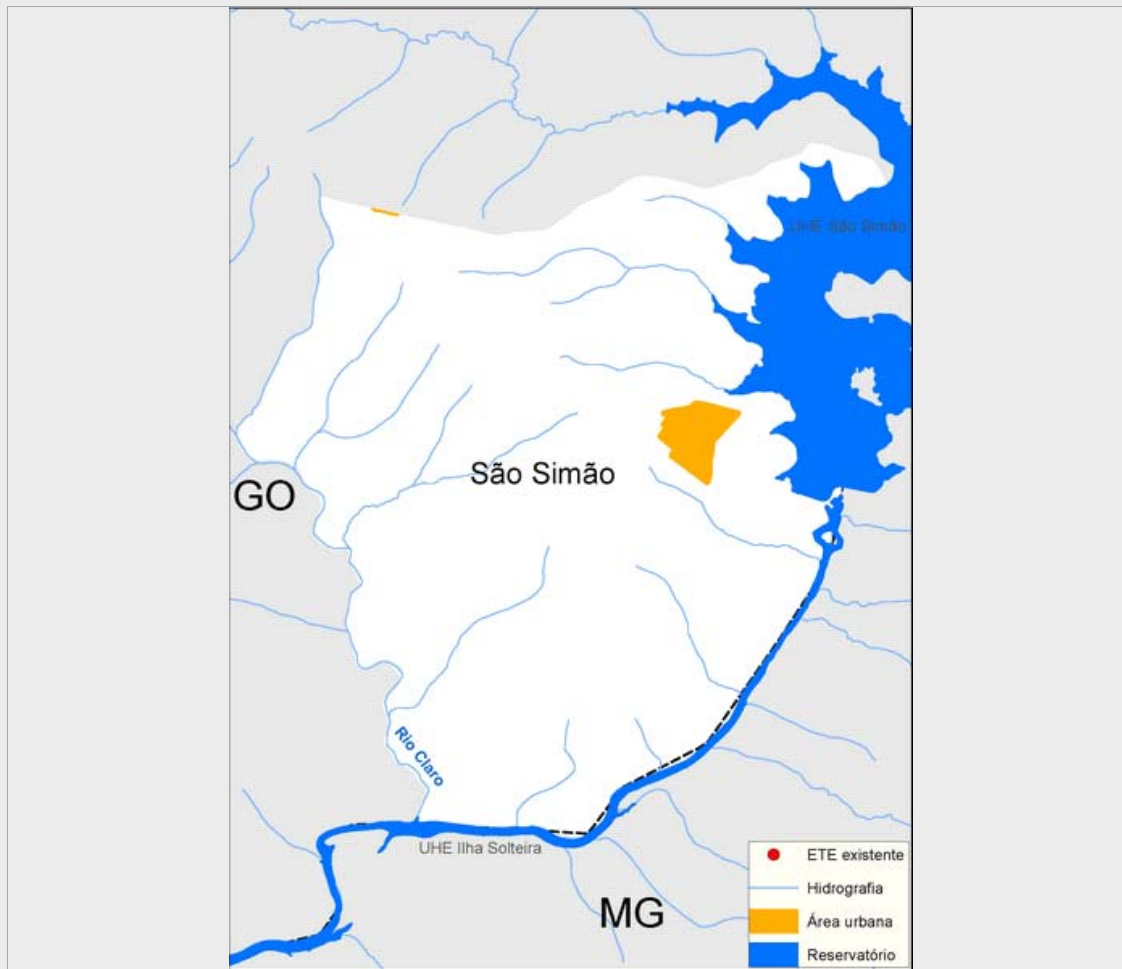 UHE São Simão
São Simão
GO
Rio Claro
UHE Ilha Solteira
MG
ETE existente
Hidrografia
Área urbana
Reservatório